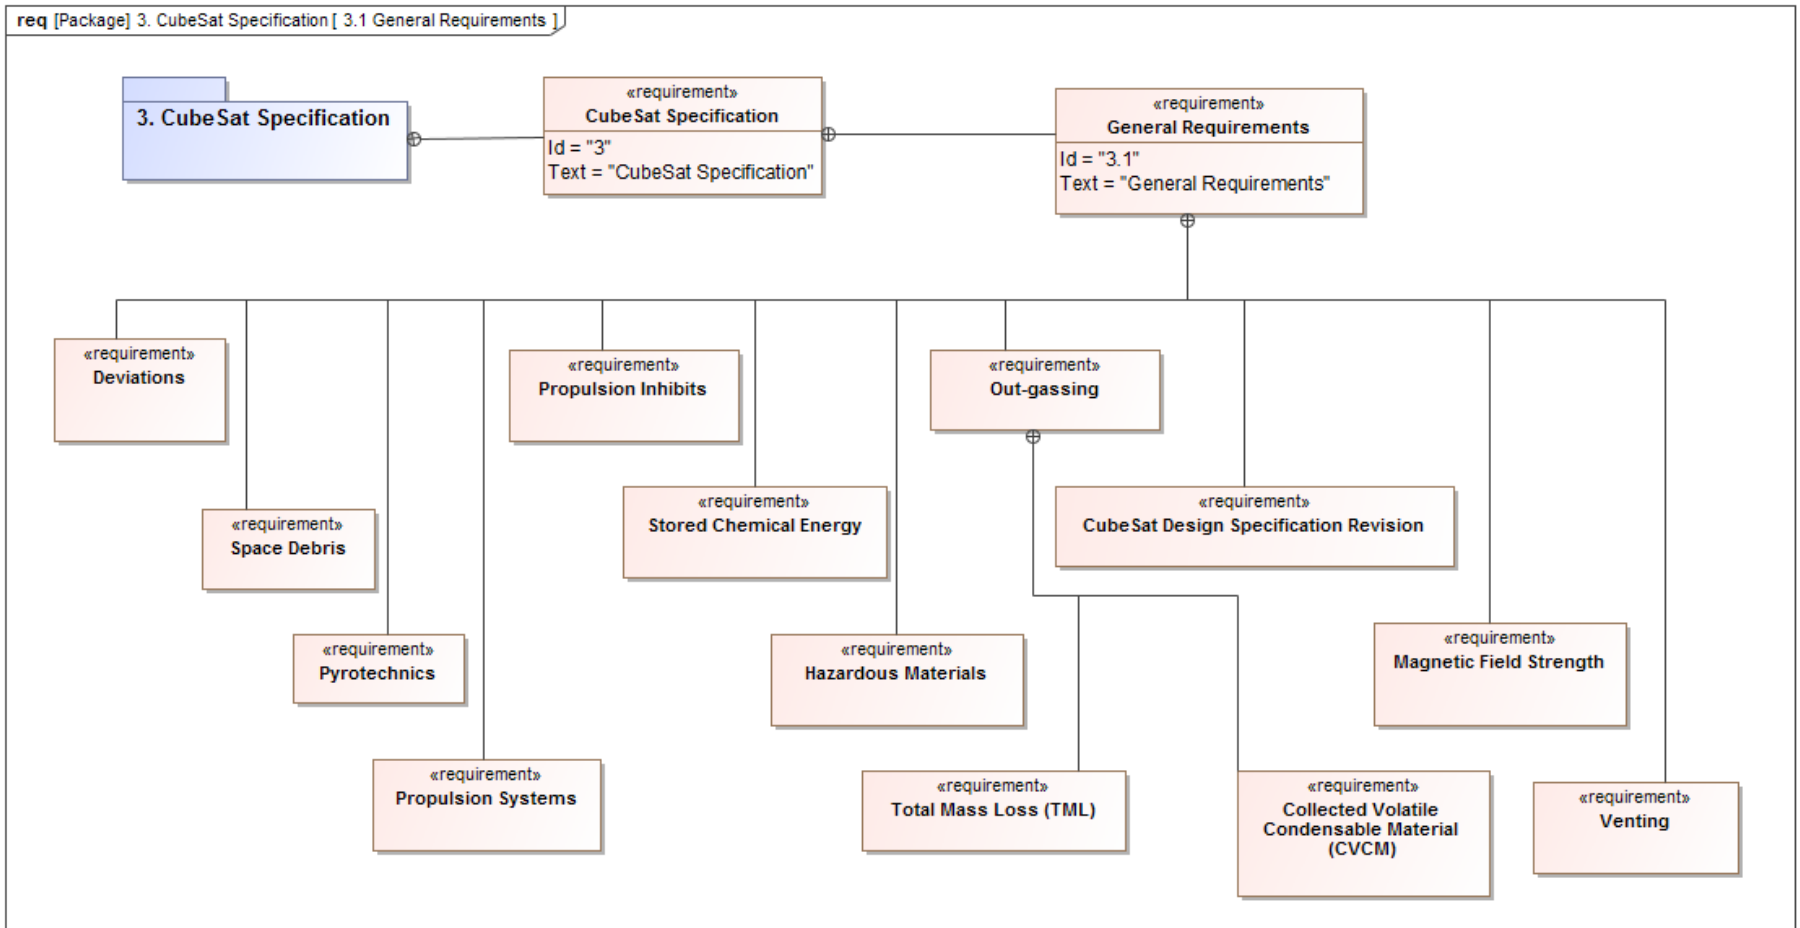 req [Package] 3. CubeSat Specification [ 3.1 General Requirements ]
3. CubeSat Specification
«requirement»
CubeSat Specification
Id = "3"
Text = "CubeSat Specification"
«requirement»
General Requirements
Id = "3.1"
Text = "General Requirements"
«requirement»
Deviations
«requirement»
Propulsion Inhibits
«requirement»
Out-gassing
«requirement»
Space Debris
«requirement»
Stored Chemical Energy
«requirement»
CubeSat Design Specification Revision
«requirement»
Pyrotechnics
«requirement»
Hazardous Materials
«requirement»
Magnetic Field Strength
«requirement»
Propulsion Systems
«requirement»
Total Mass Loss (TML)
«requirement»
Collected Volatile
Condensable Material
(CVCM)
«requirement»
Venting